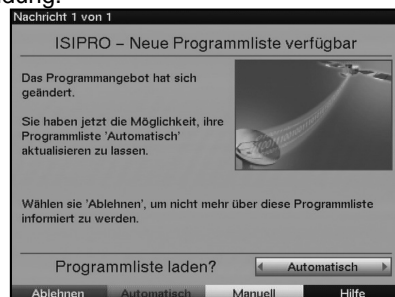 dung.
Nachricht 1 von 1
ISIPRO – Neue Programmliste verfügbar
Das Programmangebot hat sich
geändert.
Sie haben jetzt die Möglichkeit, ihre
Programmliste 'Automatisch'
aktualisieren zu lassen.
Wählen sie 'Ablehnen', um nicht mehr über diese Programmliste
informiert zu werden.
Programmliste laden? Automatisch
Ablehnen Automatisch Manuell Hilfe